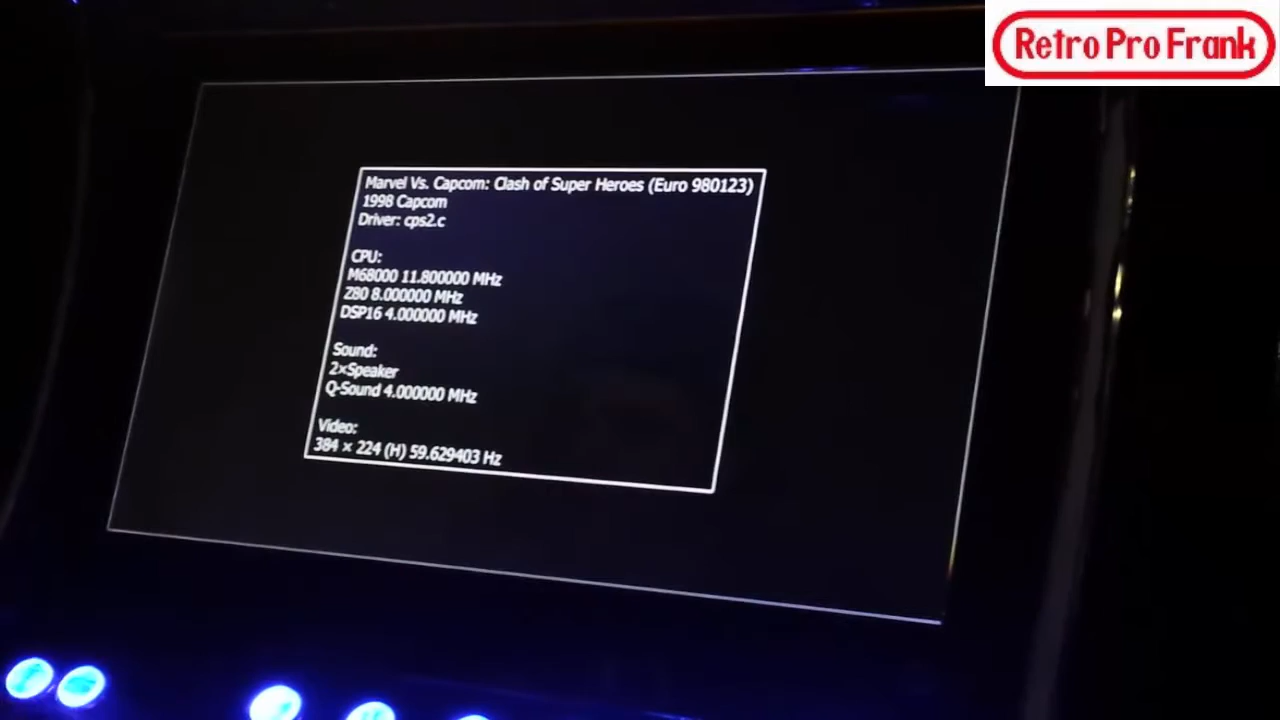 Retro Pro Frank
Marvel Vs. Capcom: Clash of Super Heroes (Euro 980123)
1998 Capcom
Driver: cps2.c
CPU:
M68000 11.800000 MHz
Z80 8.000000 MHz
DSP16 4.000000 MHz
Sound:
2×Speaker
Q-Sound 4.000000 MHz
Video:
384 × 224 (H) 59.629403 Hz